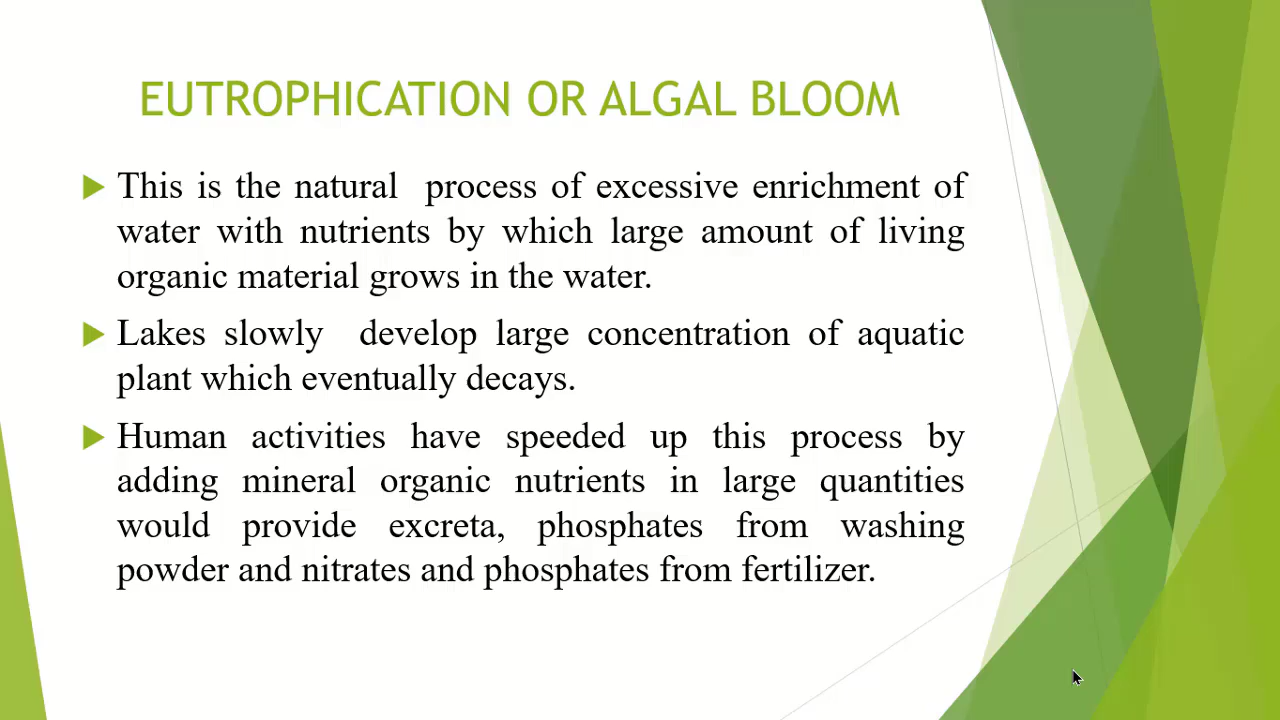 EUTROPHICATION OR ALGAL BLOOM
This is the natural process of excessive enrichment of
water with nutrients by which large amount of living
organic material grows in the water.
Lakes slowly develop large concentration of aquatic
plant which eventually decays.
Human activities have speeded up this process by
adding mineral organic nutrients in large quantities
would provide excreta, phosphates from washing
powder and nitrates and phosphates from fertilizer.